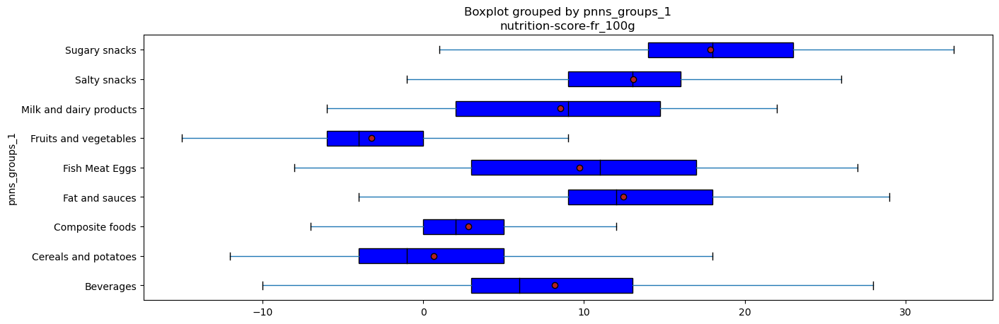 Boxplot grouped by pnns_groups_1
nutrition-score-fr_100g
pnns_groups_1
Sugary snacks
Salty snacks
Milk and dairy products
Fruits and vegetables
Fish Meat Eggs
Fat and sauces
Composite foods
Cereals and potatoes
Beverages
−10 0 10 20 30